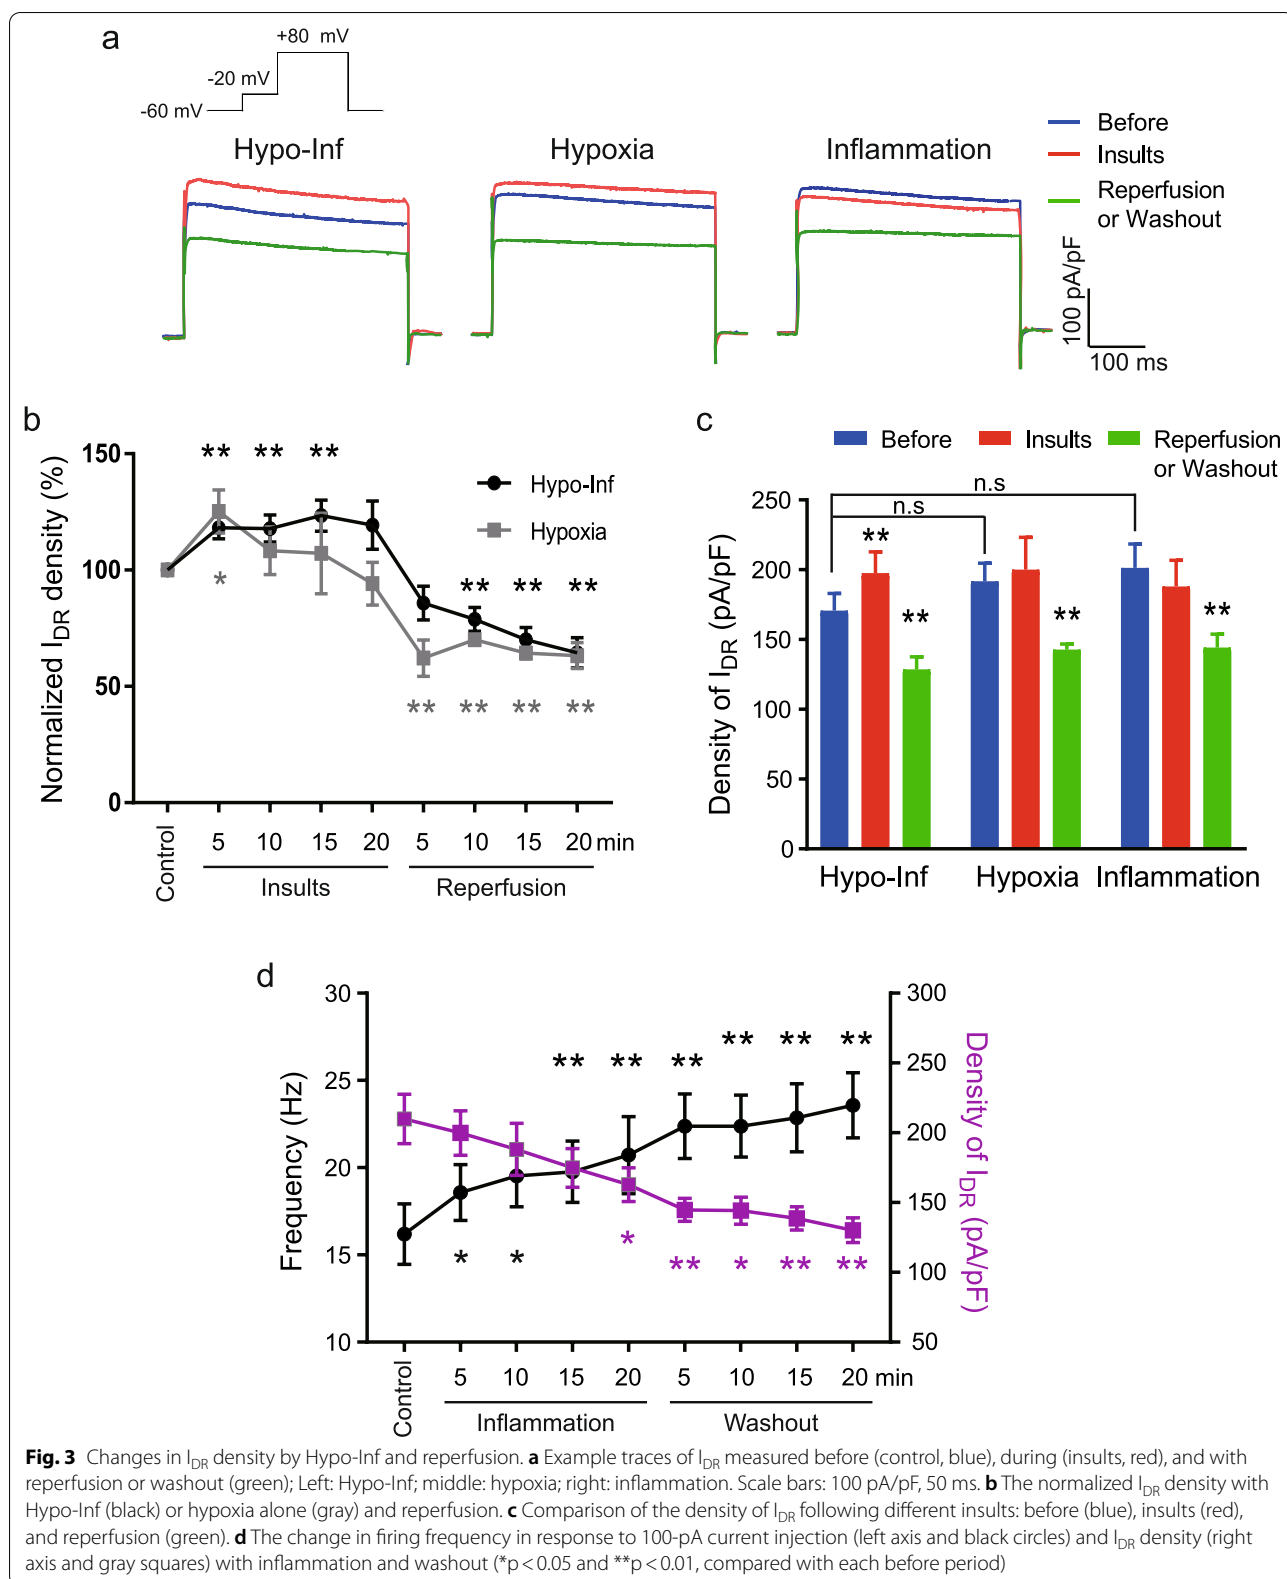 a
+80 mV
-20 mV
-60 mV
Hypo-Inf
Hypoxia
Inflammation
Before
Insults
Reperfusion
or Washout
100 pA/pF
100 ms
b
Normalized IDR density (%)
150
100
50
0
** ** **
*
** ** **
** ** ** **
Hypo-Inf
Hypoxia
Control
5 10 15 20 5 10 15 20 min
Insults
Reperfusion
c
Before
Insults
Reperfusion
or Washout
Density of IDR (pA/pF)
250
200
150
100
50
0
n.s
n.s
**
** ** **
Hypo-Inf
Hypoxia
Inflammation
d
Frequency (Hz)
30
25
20
15
10
** ** ** ** ** **
* *
* ** * ** **
300
250
200
150
100
50
Density of IDR (pA/pF)
Control
5 10 15 20 5 10 15 20 min
Inflammation
Washout
Fig. 3 Changes in IDR density by Hypo-Inf and reperfusion. a Example traces of IDR measured before (control, blue), during (insults, red), and with
reperfusion or washout (green); Left: Hypo-Inf; middle: hypoxia; right: inflammation. Scale bars: 100 pA/pF, 50 ms. b The normalized IDR density with
Hypo-Inf (black) or hypoxia alone (gray) and reperfusion. c Comparison of the density of IDR following different insults: before (blue), insults (red),
and reperfusion (green). d The change in firing frequency in response to 100-pA current injection (left axis and black circles) and IDR density (right
axis and gray squares) with inflammation and washout (*p < 0.05 and **p < 0.01, compared with each before period)